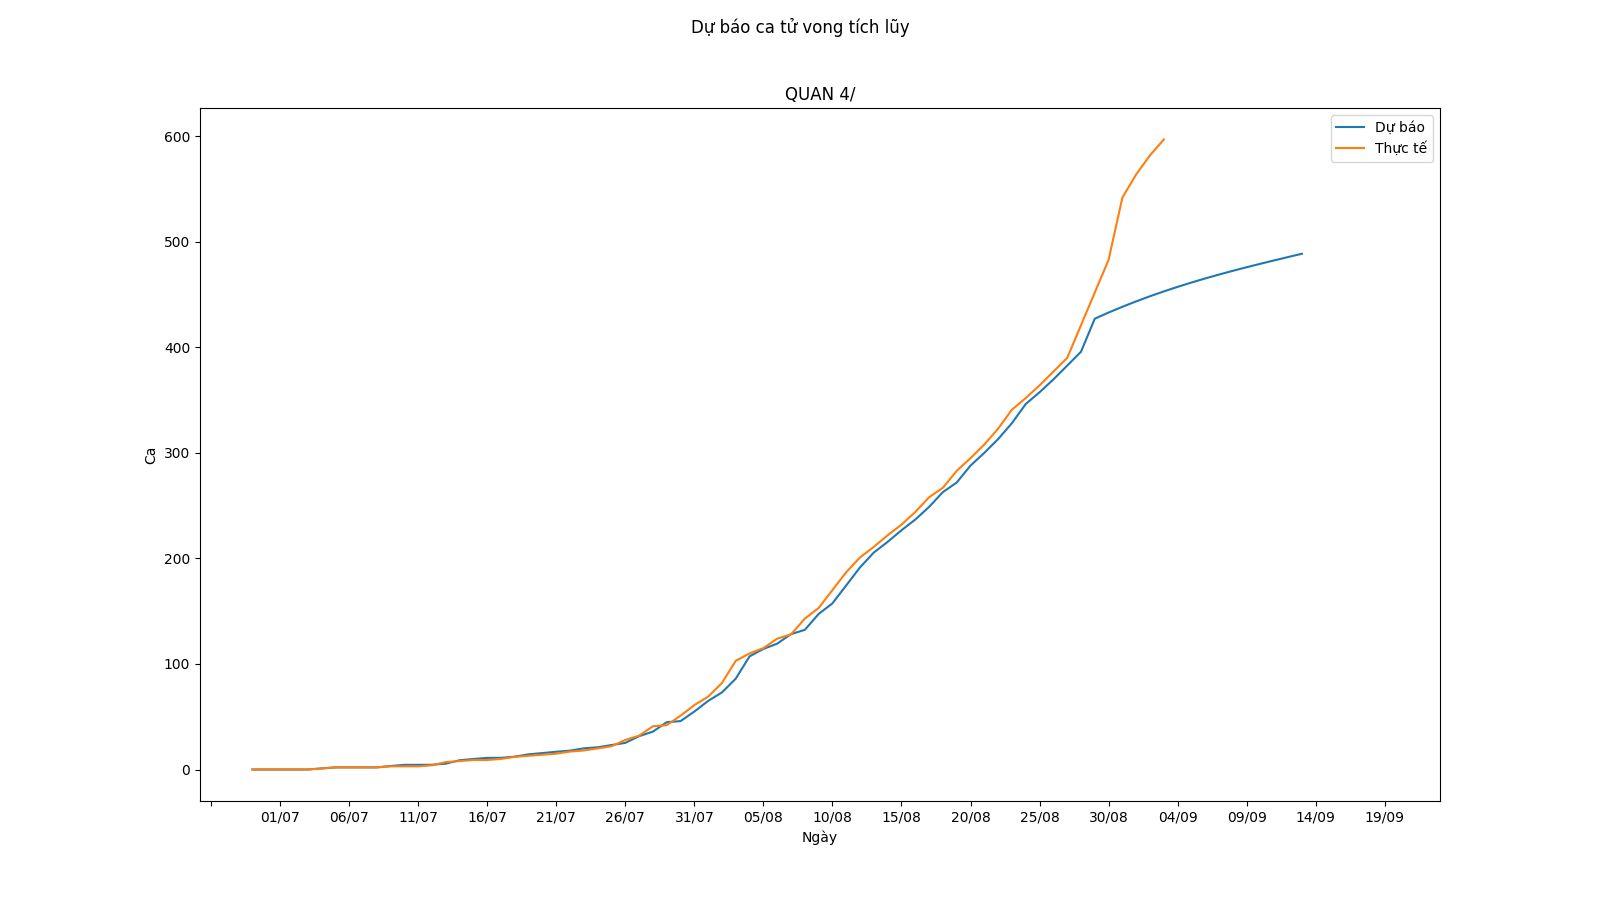 Dự báo ca tử vong tích lũy
QUAN 4/
Dự báo
Thực tế
600
500
400
300
200
100
0
Ca
01/07 06/07 11/07 16/07 21/07 26/07 31/07 05/08 10/08 15/08 20/08 25/08 30/08 04/09 09/09 14/09 19/09
Ngày